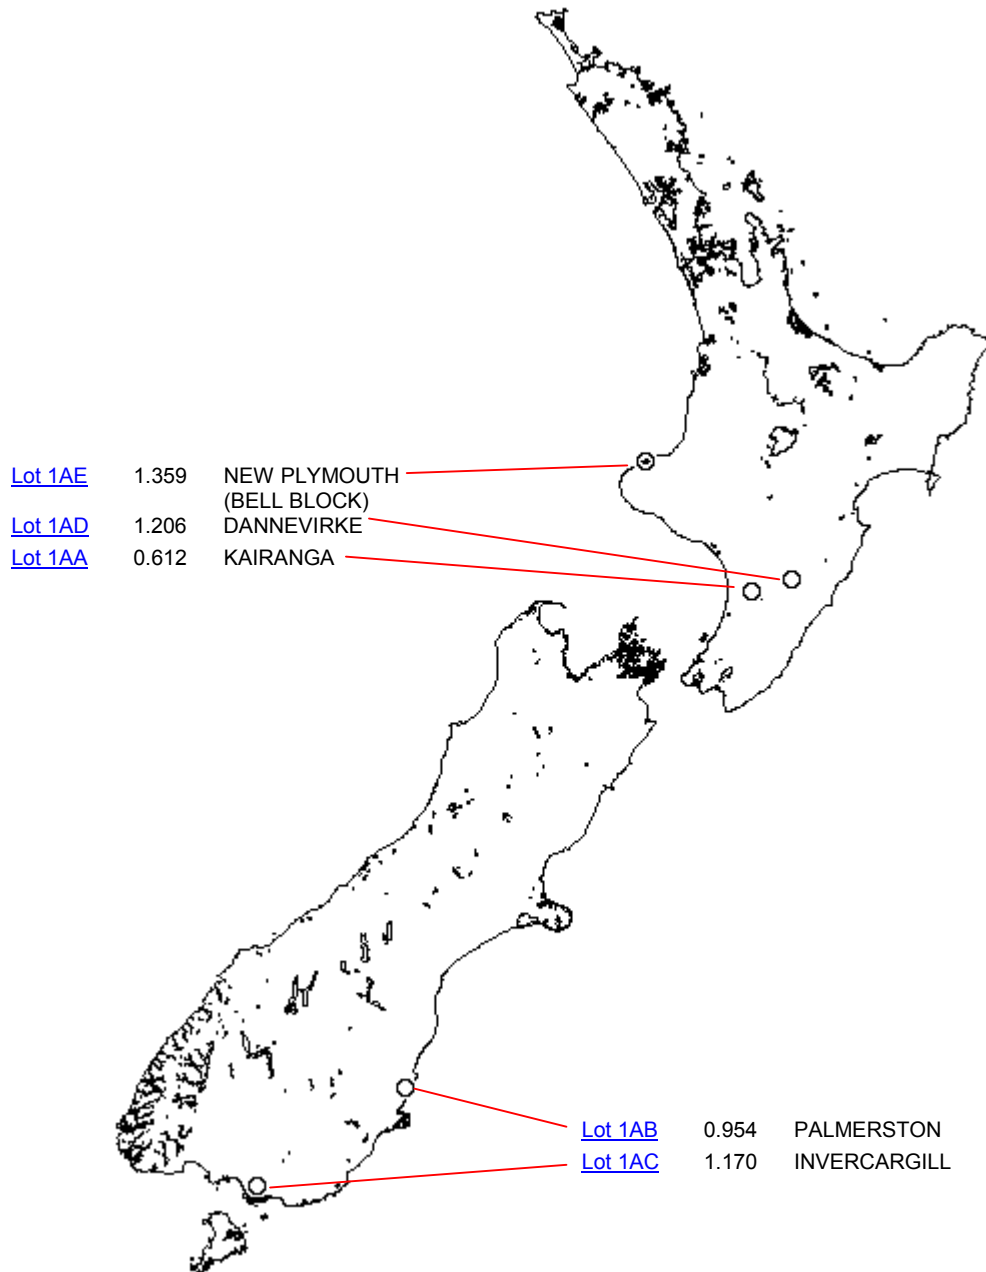 Lot 1AE 1.359 NEW PLYMOUTH
(BELL BLOCK)
Lot 1AD 1.206 DANNEVIRKE
Lot 1AA 0.612 KAIRANGA
Lot 1AB 0.954 PALMERSTON
Lot 1AC 1.170 INVERCARGILL